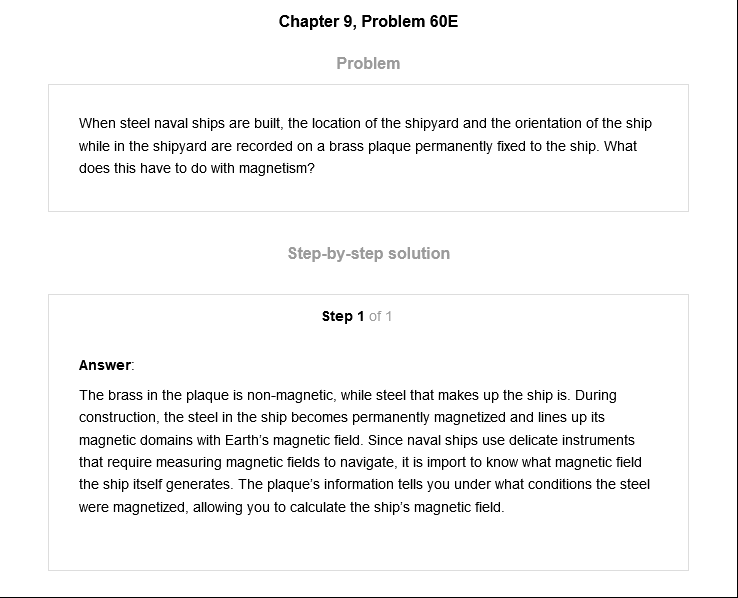 Chapter 9, Problem 60E
Problem
When steel naval ships are built, the location of the shipyard and the orientation of the ship
while in the shipyard are recorded on a brass plaque permanently fixed to the ship. What
does this have to do with magnetism?
Step-by-step solution
Step 1 of 1
Answer:
The brass in the plaque is non-magnetic, while steel that makes up the ship is. During
construction, the steel in the ship becomes permanently magnetized and lines up its
magnetic domains with Earth's magnetic field. Since naval ships use delicate instruments
that require measuring magnetic fields to navigate, it is import to know what magnetic field
the ship itself generates. The plaque's information tells you under what conditions the steel
were magnetized, allowing you to calculate the ship's magnetic field.